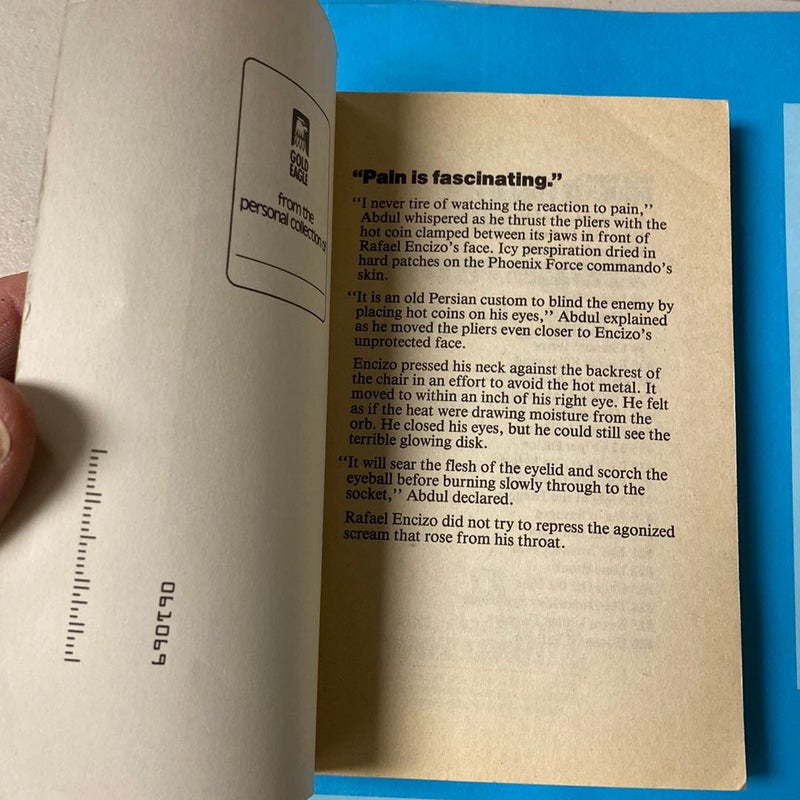 GOLD
EAGLE
from the
personal collection of
061069
“Pain is fascinating.”
“I never tire of watching the reaction to pain,”
Abdul whispered as he thrust the pliers with the
hot coin clamped between its jaws in front of
Rafael Encizo’s face. Icy perspiration dried in
hard patches on the Phoenix Force commando’s
skin.
“It is an old Persian custom to blind the enemy by
placing hot coins on his eyes,” Abdul explained
as he moved the pliers even closer to Encizo’s
unprotected face.
Encizo pressed his neck against the backrest of
the chair in an effort to avoid the hot metal. It
moved to within an inch of his right eye. He felt
as if the heat were drawing moisture from the
orb. He closed his eyes, but he could still see the
terrible glowing disk.
“It will sear the flesh of the eyelid and scorch the
eyeball before burning slowly through to the
socket,” Abdul declared.
Rafael Encizo did not try to repress the agonized
scream that rose from his throat.